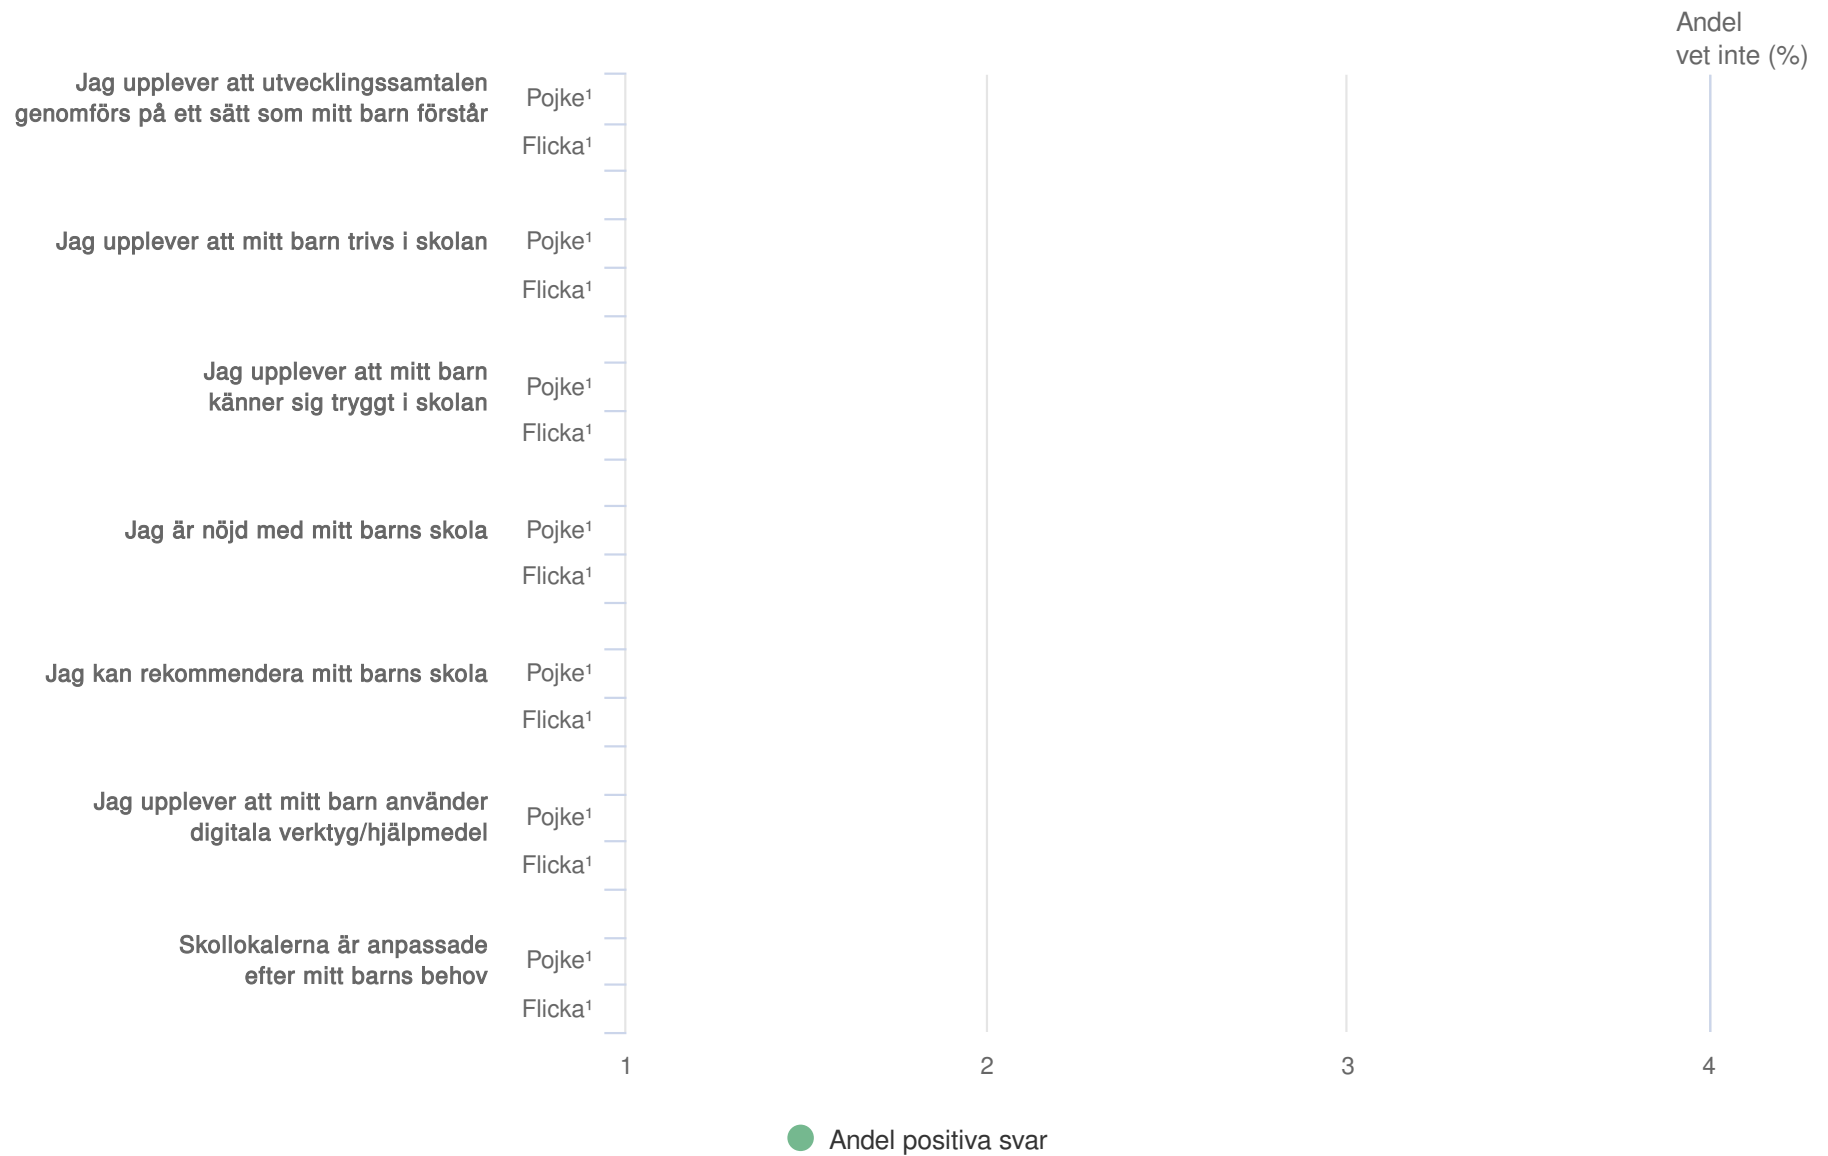 Andel
vet inte (%)
Jag upplever att utvecklingssamtalen
genomförs på ett sätt som mitt barn förstår
Pojke¹
Flicka¹
Jag upplever att mitt barn trivs i skolan
Pojke¹
Flicka¹
Jag upplever att mitt barn
känner sig tryggt i skolan
Pojke¹
Flicka¹
Jag är nöjd med mitt barns skola
Pojke¹
Flicka¹
Jag kan rekommendera mitt barns skola
Pojke¹
Flicka¹
Jag upplever att mitt barn använder
digitala verktyg/hjälpmedel
Pojke¹
Flicka¹
Skollokalerna är anpassade
efter mitt barns behov
Pojke¹
Flicka¹
1 2 3 4
Andel positiva svar